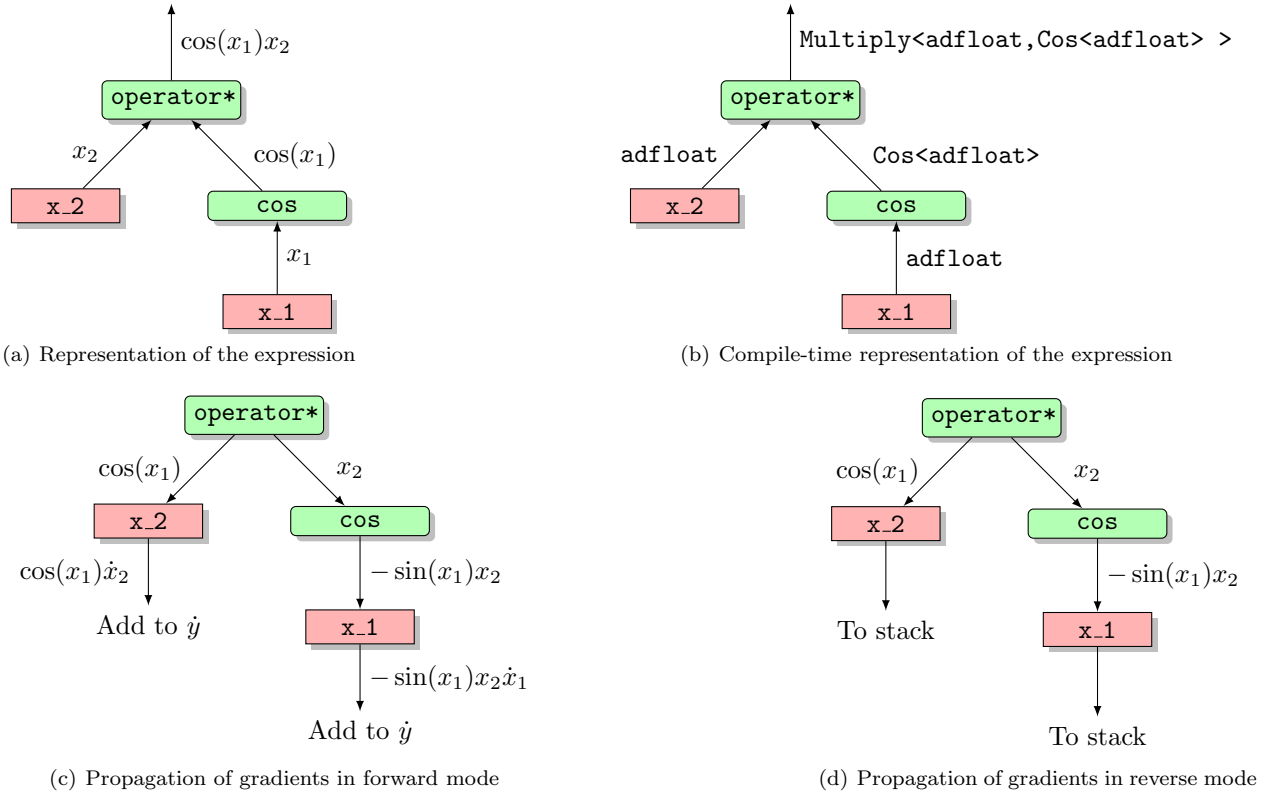 cos(x₁)x₂
operator*
x₂
cos(x₁)
x_2
cos
x₁
x_1
(a) Representation of the expression
Multiply<adfloat,Cos<adfloat> >
operator*
adfloat
Cos<adfloat>
x_2
cos
adfloat
x_1
(b) Compile-time representation of the expression
operator*
cos(x₁)
x₂
x_2
cos
cos(x₁)ẋ₂
− sin(x₁)x₂
Add to ẏ
x_1
− sin(x₁)x₂ẋ₁
Add to ẏ
(c) Propagation of gradients in forward mode
operator*
cos(x₁)
x₂
x_2
cos
− sin(x₁)x₂
To stack
x_1
To stack
(d) Propagation of gradients in reverse mode